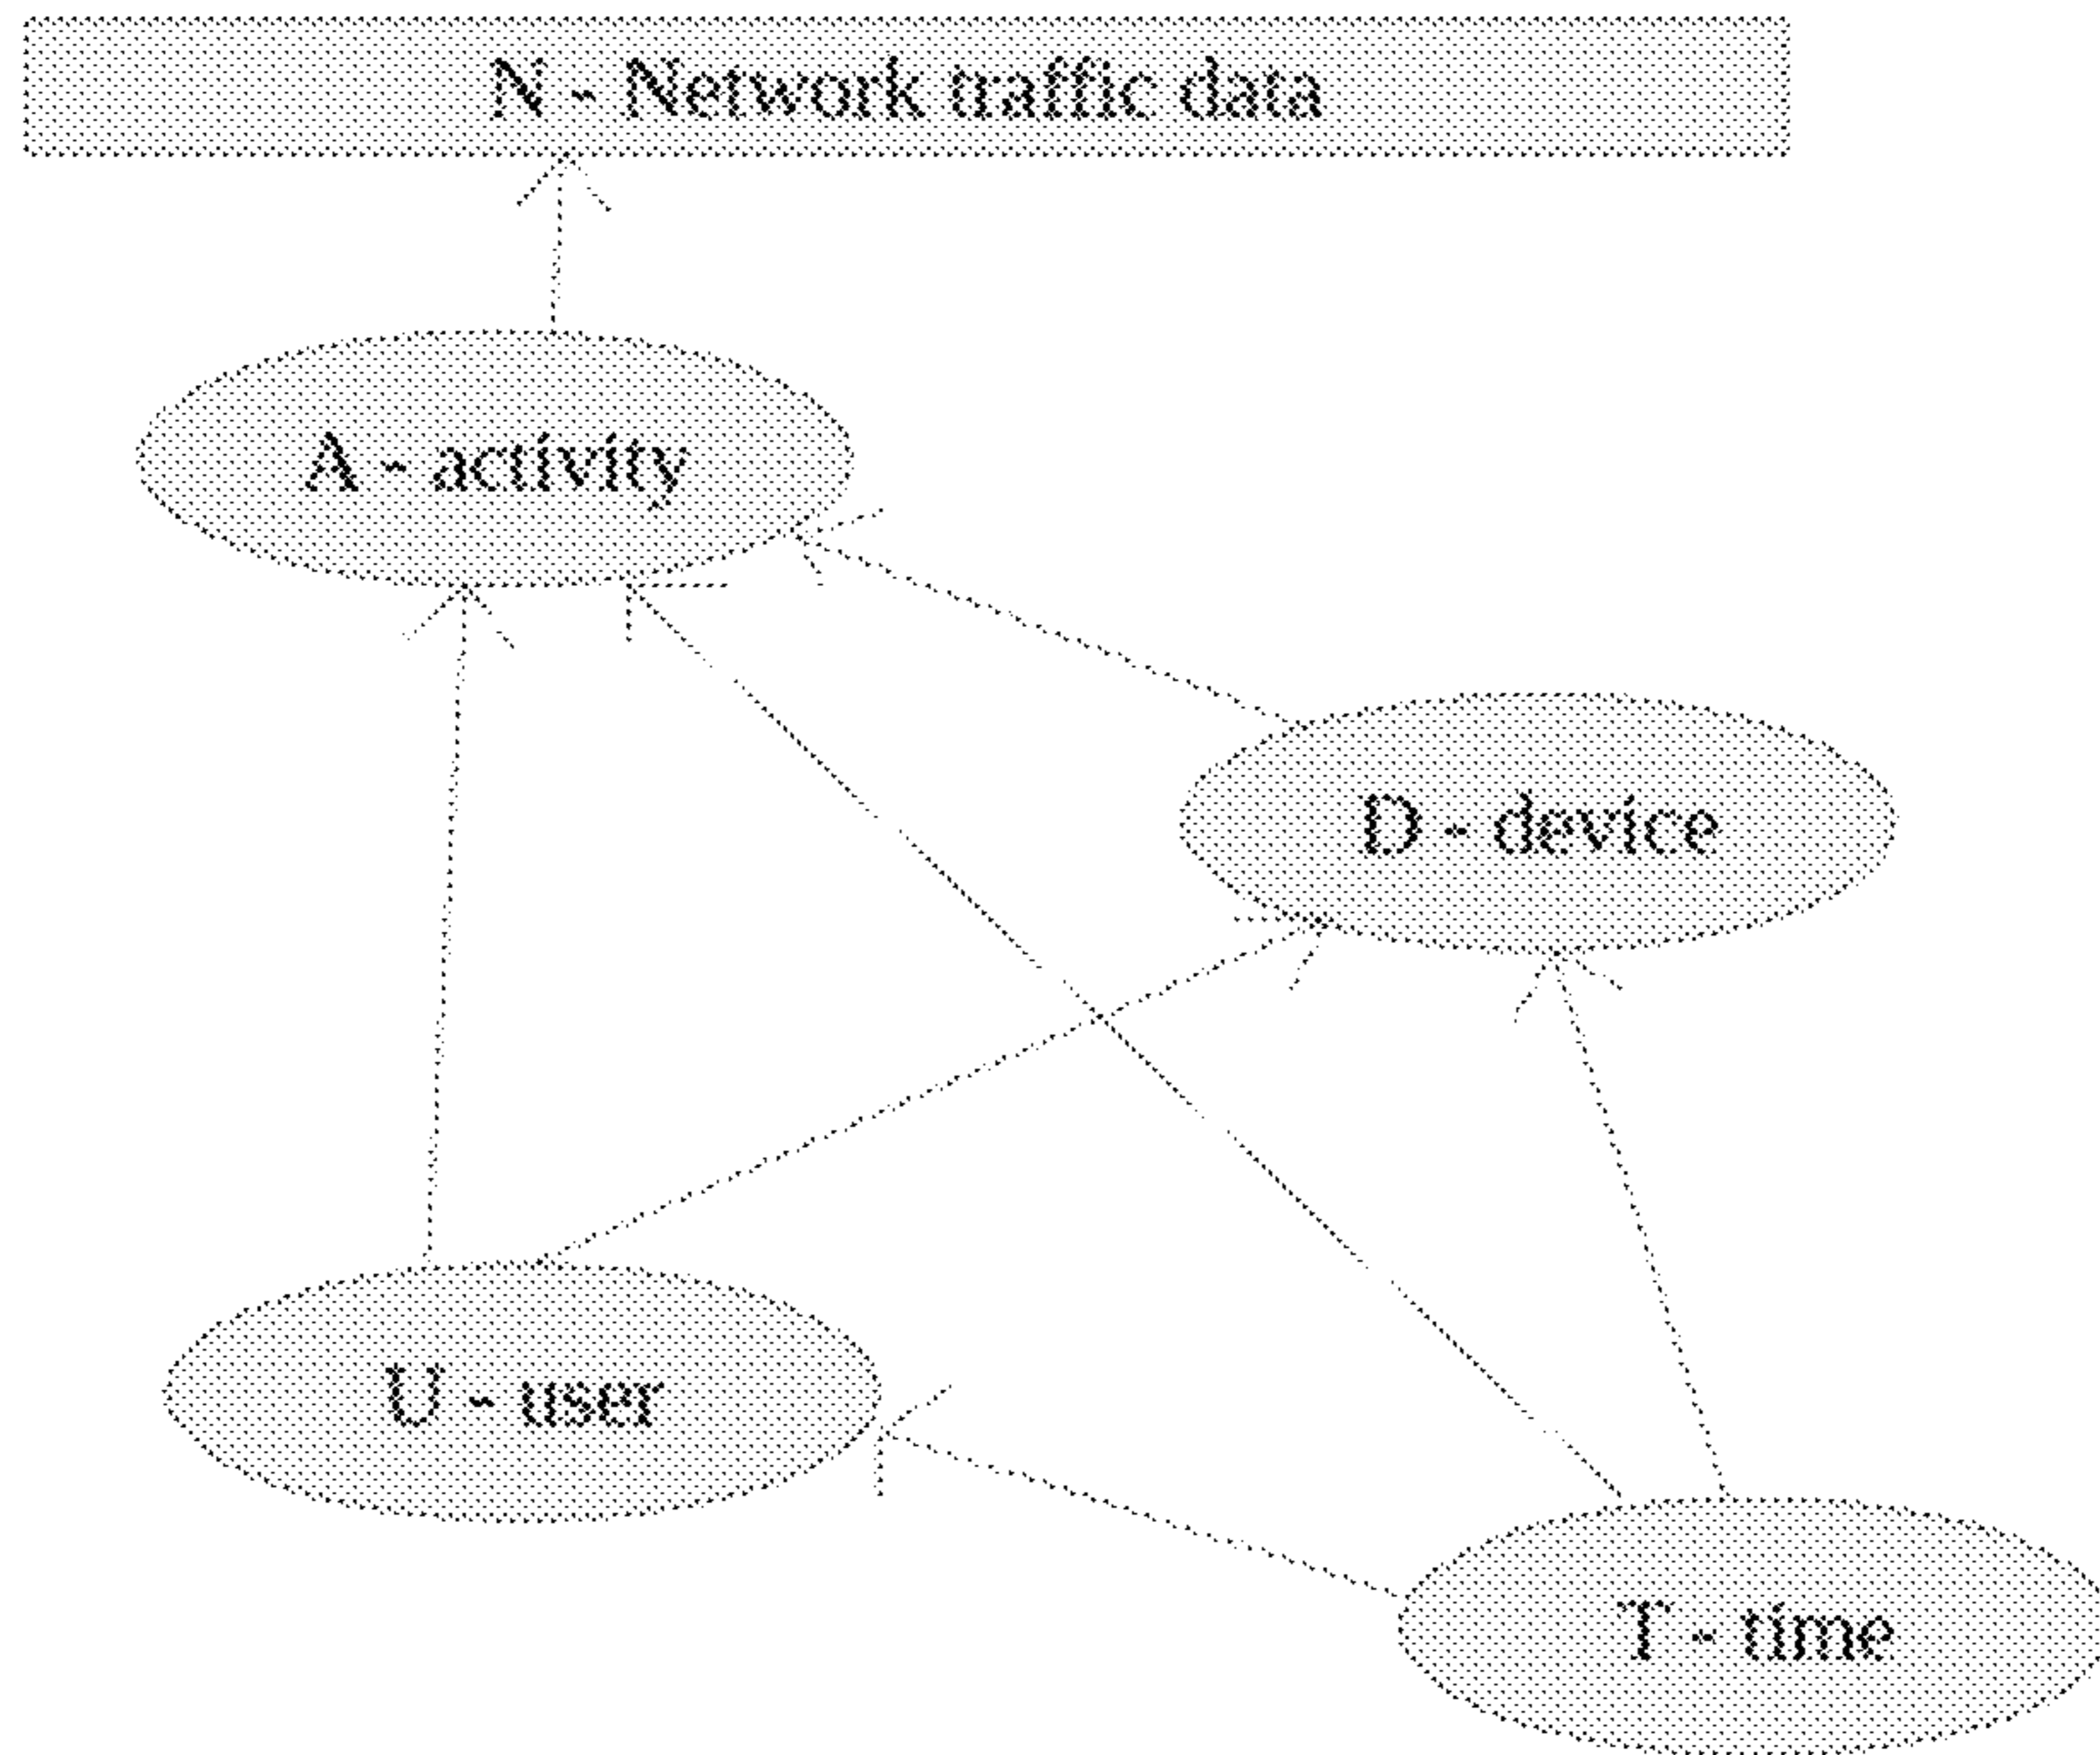 N - Network traffic data
A - activity
D - device
U - user
T - time